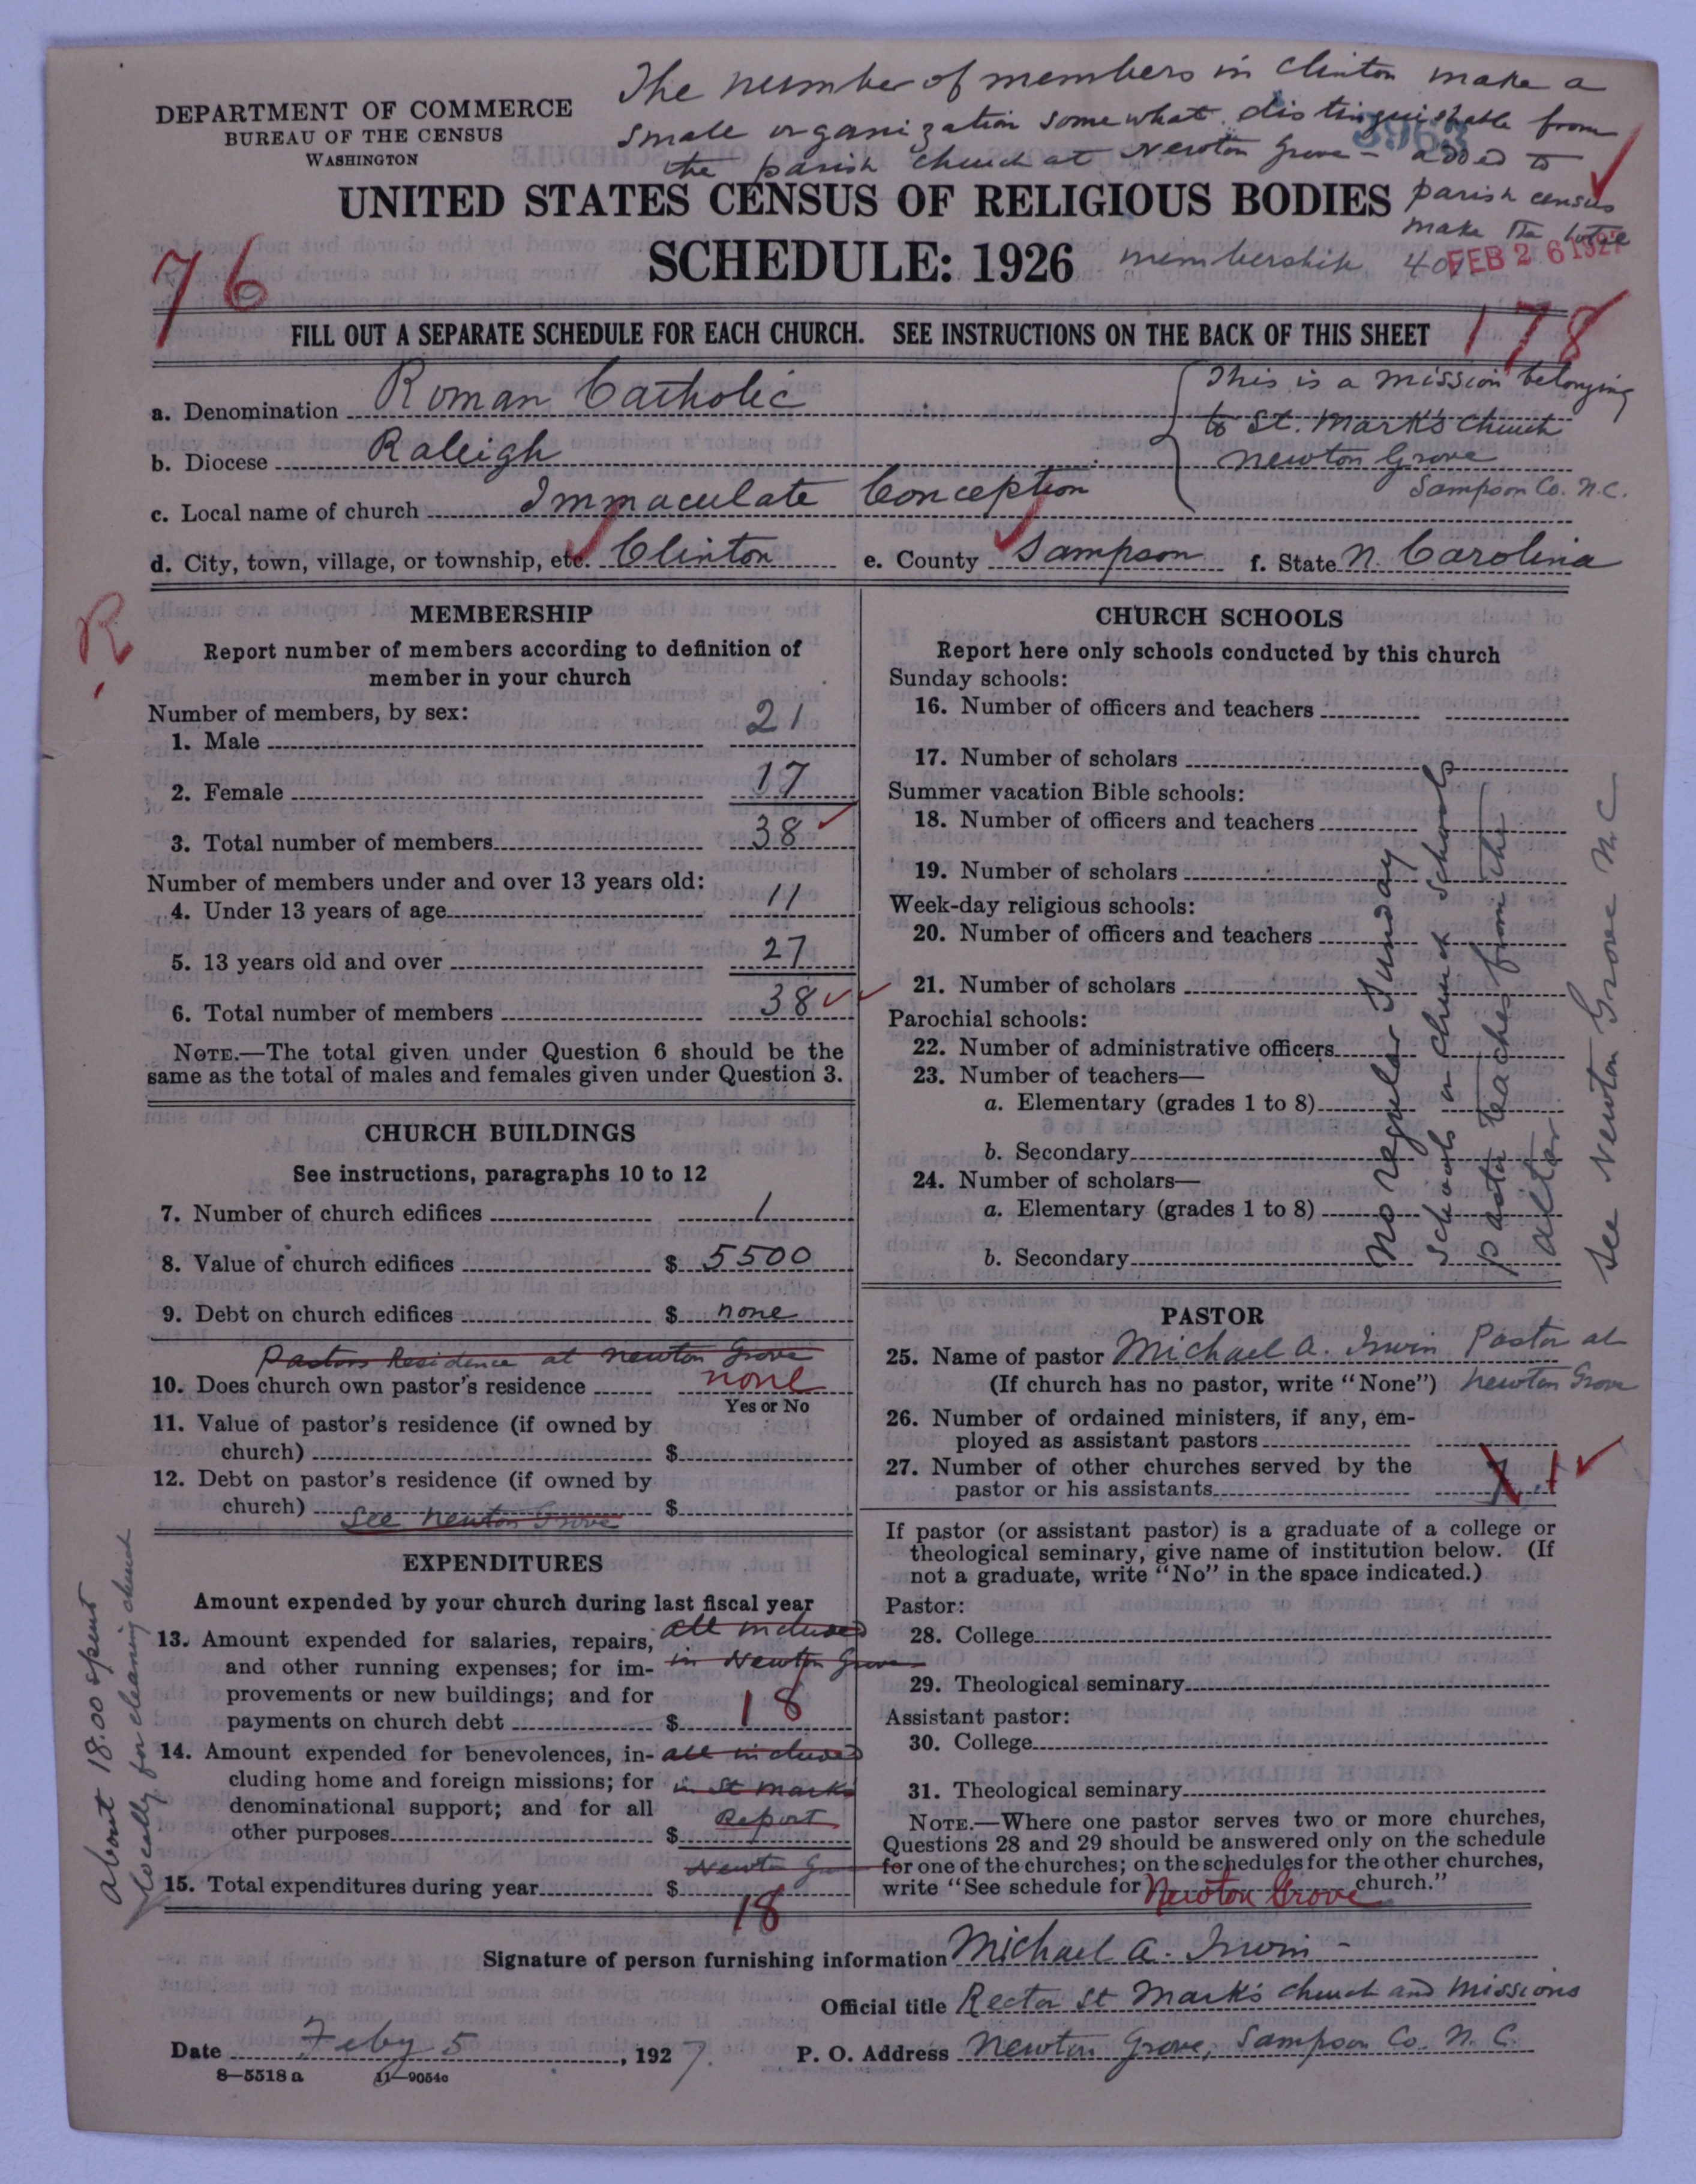 The number of members in Clinton make a
small organization somewhat distinguishable from
the parish church at Newton Grove - added to
parish census
make the total
membership
DEPARTMENT OF COMMERCE
BUREAU OF THE CENSUS
WASHINGTON
UNITED STATES CENSUS OF RELIGIOUS BODIES
SCHEDULE: 1926
FEB 26 1927
76
178
FILL OUT A SEPARATE SCHEDULE FOR EACH CHURCH. SEE INSTRUCTIONS ON THE BACK OF THIS SHEET
a. Denomination Roman Catholic
b. Diocese Raleigh
c. Local name of church Immaculate Conception
This is a mission belonging
to St. Mark's Church
Newton Grove
Sampson Co. N.C.
d. City, town, village, or township, etc. Clinton e. County Sampson f. State N. Carolina
R
MEMBERSHIP
Report number of members according to definition of
member in your church
Number of members, by sex:
1. Male 21
2. Female 17
3. Total number of members 38
Number of members under and over 13 years old:
4. Under 13 years of age 11
5. 13 years old and over 27
6. Total number of members 38
NOTE.—The total given under Question 6 should be the
same as the total of males and females given under Question 3.
CHURCH BUILDINGS
See instructions, paragraphs 10 to 12
7. Number of church edifices 1
8. Value of church edifices $ 5500
9. Debt on church edifices $ none
Pastors Residence at Newton Grove
10. Does church own pastor's residence none
Yes or No
11. Value of pastor's residence (if owned by
church) $
12. Debt on pastor's residence (if owned by
church) $
See Newton Grove
EXPENDITURES
Amount expended by your church during last fiscal year
13. Amount expended for salaries, repairs, all included
and other running expenses; for im- in Newton Grove
provements or new buildings; and for
payments on church debt $ 18
14. Amount expended for benevolences, in- all included
cluding home and foreign missions; for in St Marks
denominational support; and for all Report
other purposes $
Newton Grove
15. Total expenditures during year $
18
about 18.00 spent
locally for cleaning church
CHURCH SCHOOLS
Report here only schools conducted by this church
Sunday schools:
16. Number of officers and teachers
17. Number of scholars
Summer vacation Bible schools:
18. Number of officers and teachers
19. Number of scholars
Week-day religious schools:
20. Number of officers and teachers
21. Number of scholars
Parochial schools:
22. Number of administrative officers
23. Number of teachers—
a. Elementary (grades 1 to 8)
b. Secondary
24. Number of scholars—
a. Elementary (grades 1 to 8)
b. Secondary
No regular Sunday
schools or church schools
pastor teaches from the
altar
See Newton Grove N.C
PASTOR
25. Name of pastor Michael A. Irwin Pastor at
(If church has no pastor, write "None") Newton Grove
26. Number of ordained ministers, if any, em-
ployed as assistant pastors
27. Number of other churches served by the
pastor or his assistants 1
If pastor (or assistant pastor) is a graduate of a college or
theological seminary, give name of institution below. (If
not a graduate, write "No" in the space indicated.)
Pastor:
28. College
29. Theological seminary
Assistant pastor:
30. College
31. Theological seminary
NOTE.—Where one pastor serves two or more churches,
Questions 28 and 29 should be answered only on the schedule
for one of the churches; on the schedules for the other churches,
write "See schedule for Newton Grove church."
Signature of person furnishing information Michael A. Irwin
Official title Rector St Mark's Church and Missions
Date Feby 5, 1927. P. O. Address Newton Grove, Sampson Co. N. C.
8—5518a 11—9054c